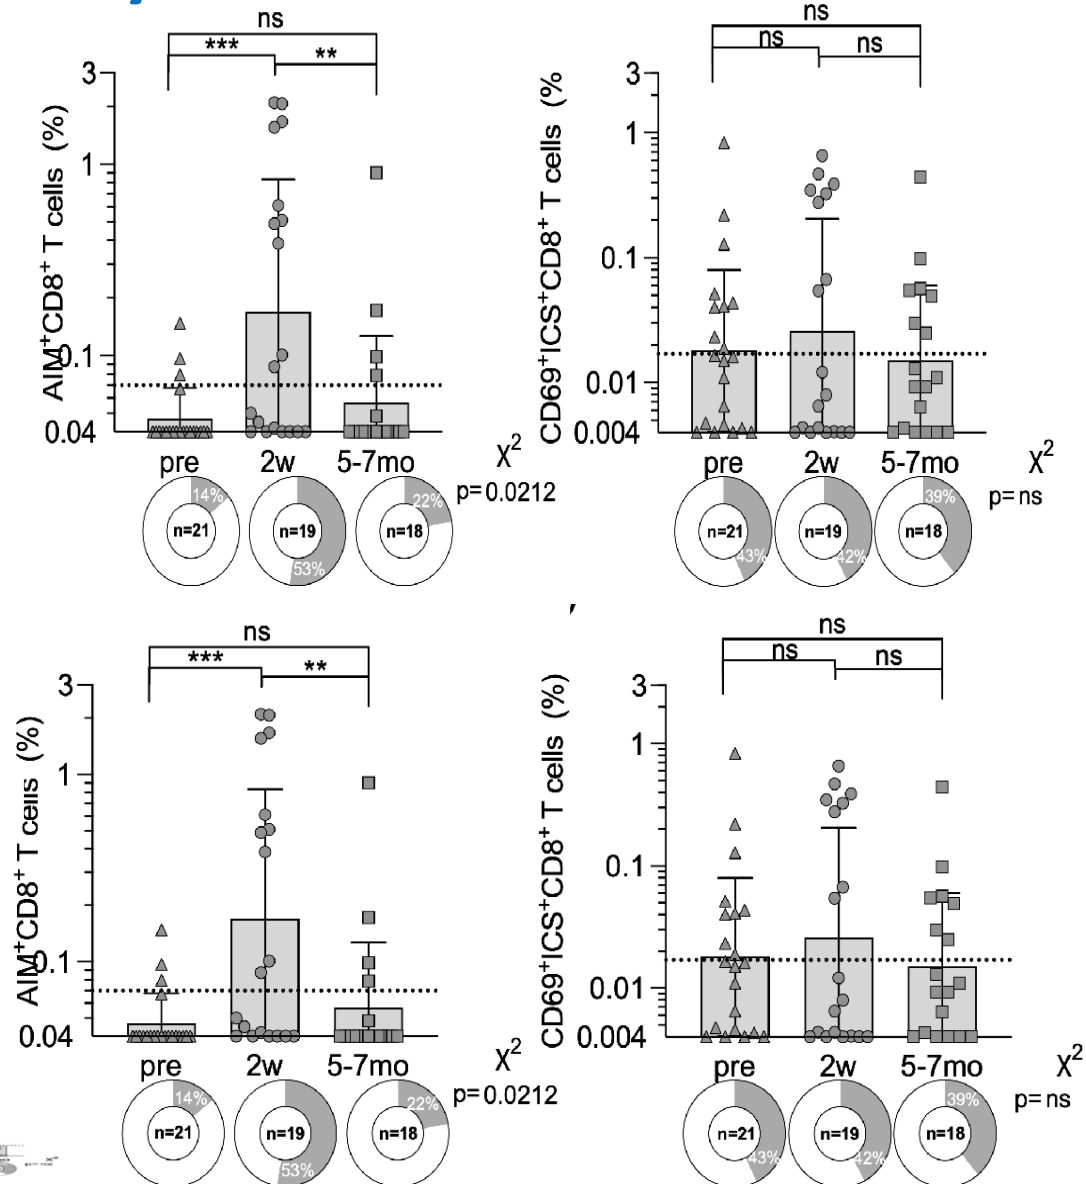 ns
*** **
3
1
0.1
0.04
AIM+CD8+ T cells (%)
pre 2w 5-7mo χ2
p=0.0212
14% 53% 22%
n=21 n=19 n=18
ns
ns ns
3
1
0.1
0.01
0.004
CD69+ICS+CD8+ T cells (%
pre 2w 5-7mo χ2
p=ns
43% 42% 39%
n=21 n=19 n=18
ns
*** **
3
1
0.1
0.04
AIM+CD8+ T cells (%)
pre 2w 5-7mo χ2
p=0.0212
14% 53% 22%
n=21 n=19 n=18
ns
ns ns
3
1
0.1
0.01
0.004
CD69+ICS+CD8+ T cells (%)
pre 2w 5-7mo χ2
p=ns
43% 42% 39%
n=21 n=19 n=18